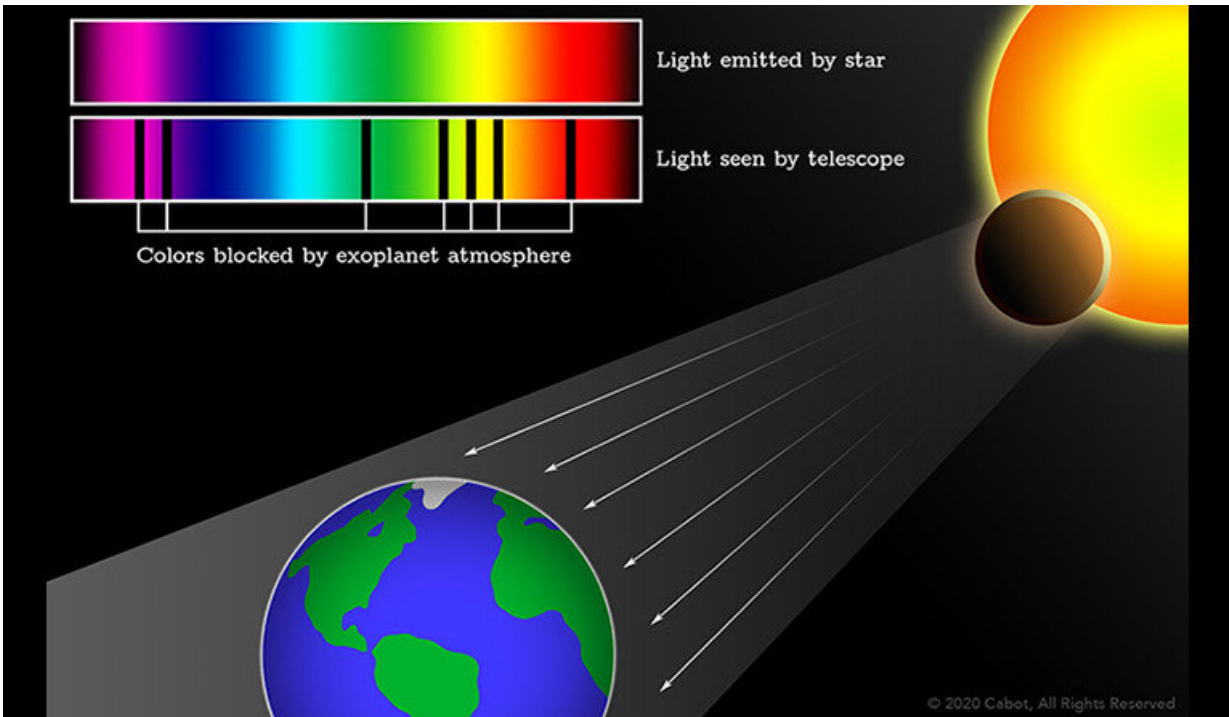 Light emitted by star
Light seen by telescope
Colors blocked by exoplanet atmosphere
© 2020 Cabot, All Rights Reserved